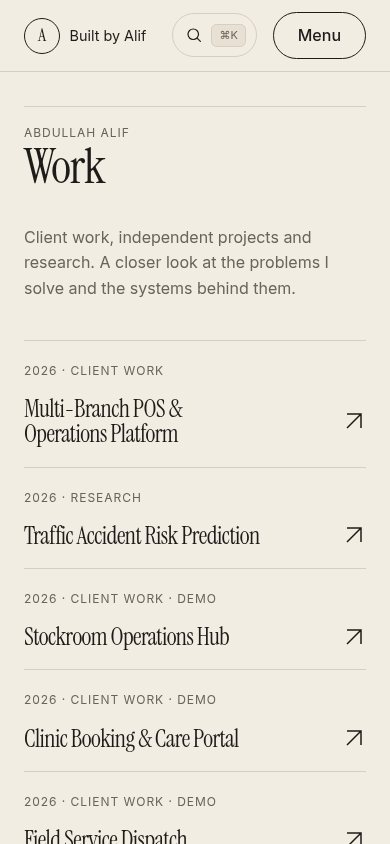 A
Built by Alif
⌘K
Menu
ABDULLAH ALIF
Work
Client work, independent projects and
research. A closer look at the problems I
solve and the systems behind them.
2026 · CLIENT WORK
Multi-Branch POS &
Operations Platform
2026 · RESEARCH
Traffic Accident Risk Prediction
2026 · CLIENT WORK · DEMO
Stockroom Operations Hub
2026 · CLIENT WORK · DEMO
Clinic Booking & Care Portal
2026 · CLIENT WORK · DEMO
Field Service Dispatch